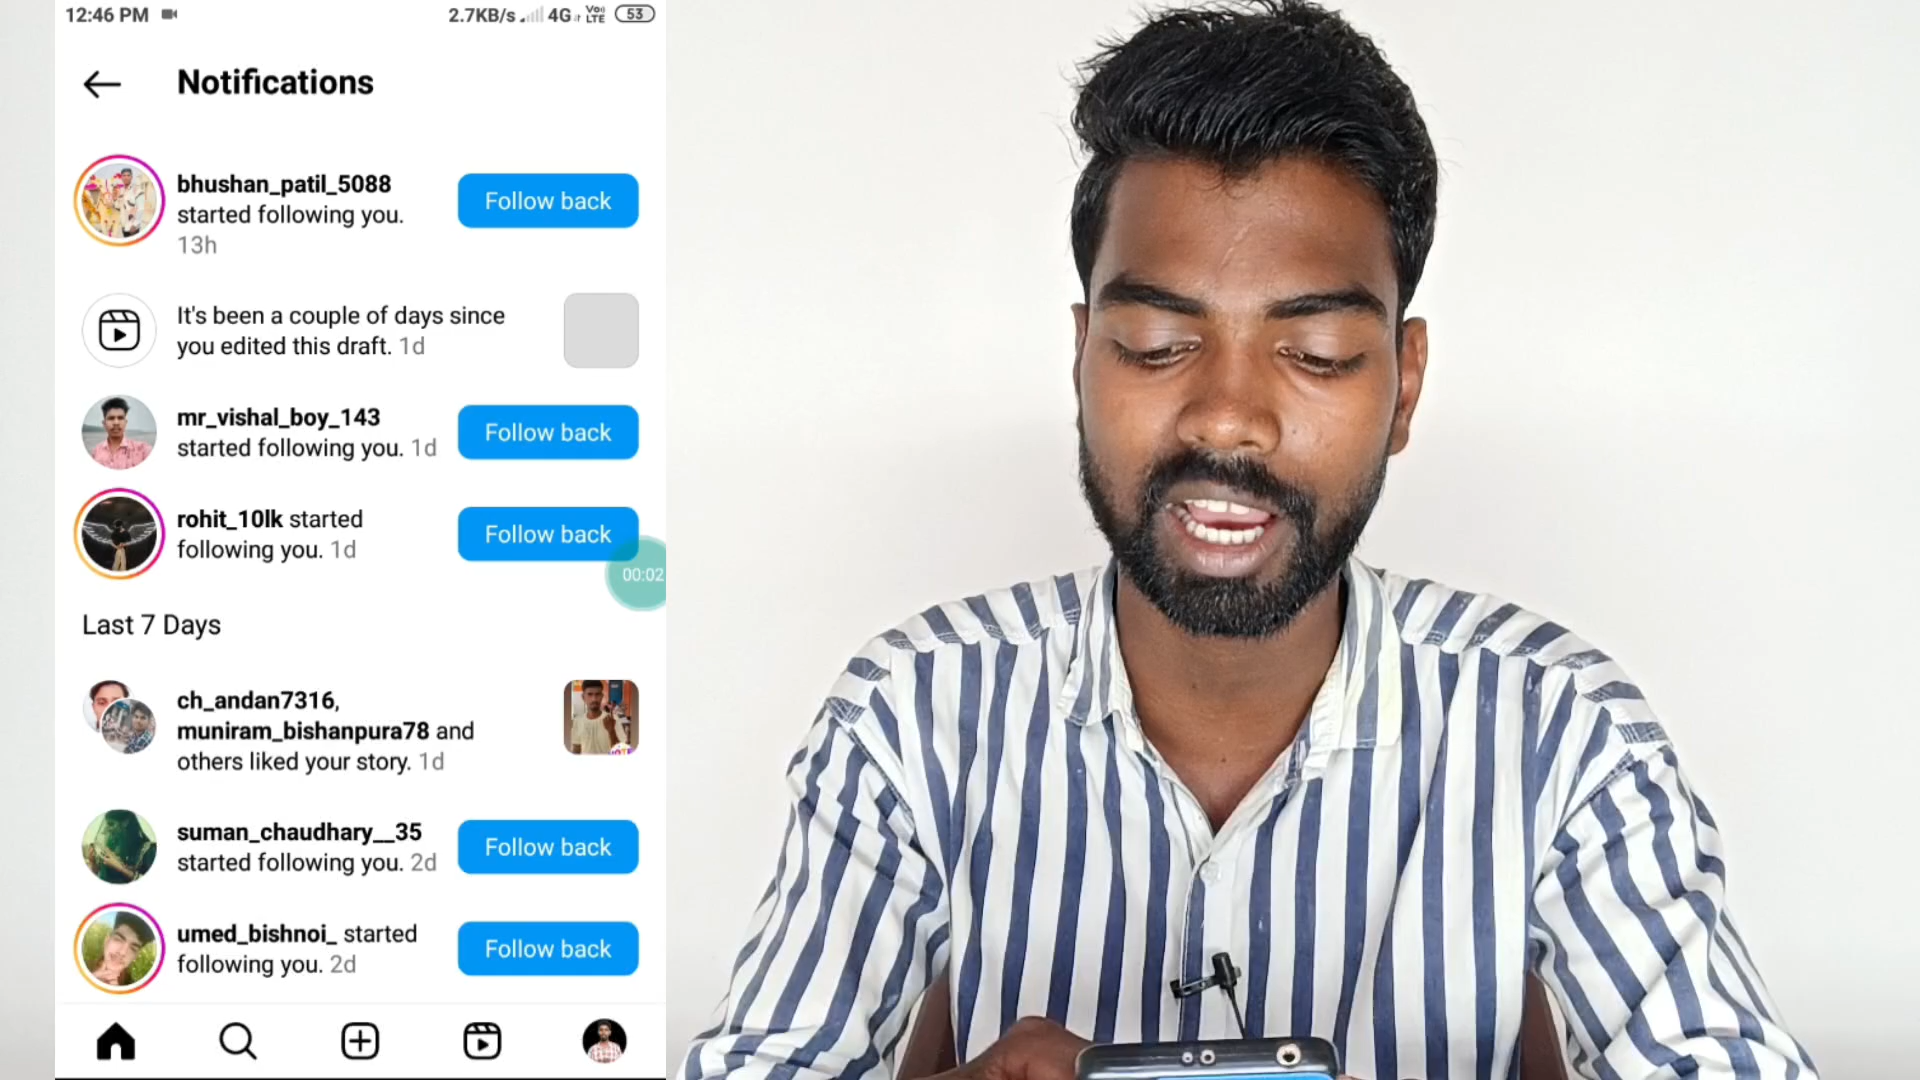 12:46 PM 2.7KB/s 4G Vo LTE 53
Notifications
bhushan_patil_5088
started following you.
13h
Follow back
It's been a couple of days since
you edited this draft. 1d
mr_vishal_boy_143
started following you. 1d
Follow back
rohit_10lk started
following you. 1d
Follow back
00:02
Last 7 Days
ch_andan7316,
muniram_bishanpura78 and
others liked your story. 1d
VOTE
suman_chaudhary__35
started following you. 2d
Follow back
umed_bishnoi_ started
following you. 2d
Follow back